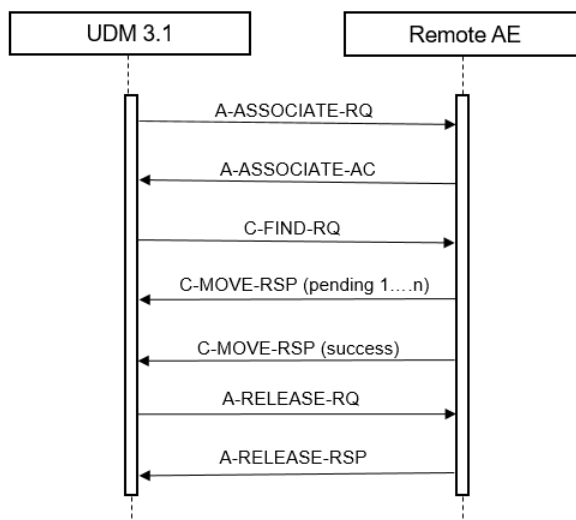 UDM 3.1
Remote AE
A-ASSOCIATE-RQ
A-ASSOCIATE-AC
C-FIND-RQ
C-MOVE-RSP (pending 1....n)
C-MOVE-RSP (success)
A-RELEASE-RQ
A-RELEASE-RSP